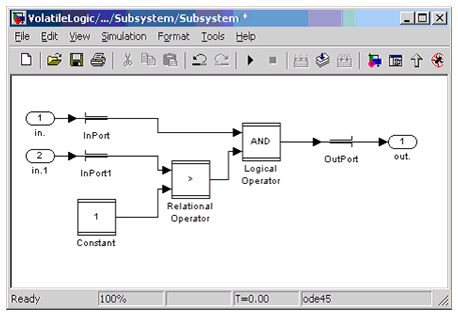 VolatileLogic/.../Subsystem/Subsystem *
File Edit View Simulation Format Tools Help
1
in.
InPort
2
in.1
InPort1
AND
Logical
Operator
OutPort
1
out.
>
Relational
Operator
1
Constant
Ready 100% T=0.00 ode45